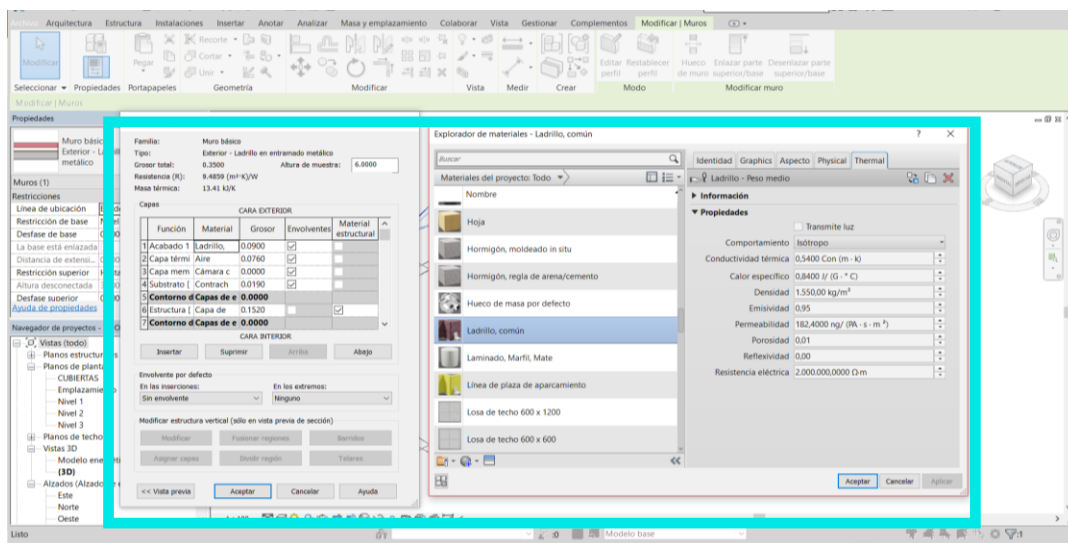 Archivo Arquitectura Estructura Instalaciones Insertar Anotar Analizar Masa y emplazamiento Colaborar Vista Gestionar Complementos Modificar | Muros
Modificar
Pegar
Recorte
Cortar
Unir
Editar perfil
Restablecer perfil
Hueco de muro
Enlazar parte superior/base
Desenlazar parte superior/base
Seleccionar Propiedades Portapapeles Geometría Modificar Vista Medir Crear Modo Modificar muro
Modificar | Muros
Propiedades
Muro básic
Exterior - L
metálico
Muros (1)
Restricciones
Línea de ubicación
Restricción de base
Desfase de base
La base está enlazada
Distancia de extensi...
Restricción superior
Altura desconectada
Desfase superior
Ayuda de propiedades
Navegador de proyectos -
Vistas (todo)
Planos estructur
Planos de planta
CUBIERTAS
Emplazamie
Nivel 1
Nivel 2
Nivel 3
Planos de techo
Vistas 3D
Modelo ene
(3D)
Alzados (Alzado
Este
Norte
Oeste
Listo
Familia: Muro básico
Tipo: Exterior - Ladrillo en entramado metálico
Grosor total: 0.3500 Altura de muestra: 6.0000
Resistencia (R): 9.4859 (m²·K)/W
Masa térmica: 13.41 kJ/K
Capas
CARA EXTERIOR
Función Material Grosor Envolventes Material estructural
1 Acabado 1 Ladrillo, 0.0900
2 Capa térmi Aire 0.0760
3 Capa mem Cámara c 0.0000
4 Substrato [ Contrach 0.0190
5 Contorno d Capas de e 0.0000
6 Estructura [ Capa de 0.1520
7 Contorno d Capas de e 0.0000
CARA INTERIOR
Insertar Suprimir Arriba Abajo
Envolvente por defecto
En las inserciones: En los extremos:
Sin envolvente Ninguno
Modificar estructura vertical (sólo en vista previa de sección)
Modificar Fusionar regiones Barridos
Asignar capas Dividir región Telares
<< Vista previa Aceptar Cancelar Ayuda
Explorador de materiales - Ladrillo, común ? X
Buscar
Materiales del proyecto: Todo
Nombre
Hoja
Hormigón, moldeado in situ
Hormigón, regla de arena/cemento
Hueco de masa por defecto
Ladrillo, común
Laminado, Marfil, Mate
Línea de plaza de aparcamiento
Losa de techo 600 x 1200
Losa de techo 600 x 600
Identidad Graphics Aspecto Physical Thermal
Ladrillo - Peso medio
Información
Propiedades
Transmite luz
Comportamiento Isótropo
Conductividad térmica 0,5400 Con (m · k)
Calor específico 0,8400 J/ (G · ° C)
Densidad 1.550,00 kg/m³
Emisividad 0,95
Permeabilidad 182,4000 ng/ (PA · s · m ²)
Porosidad 0,01
Reflexividad 0,00
Resistencia eléctrica 2.000.000,0000 Ω·m
Aceptar Cancelar Aplicar
:0 Modelo base :1